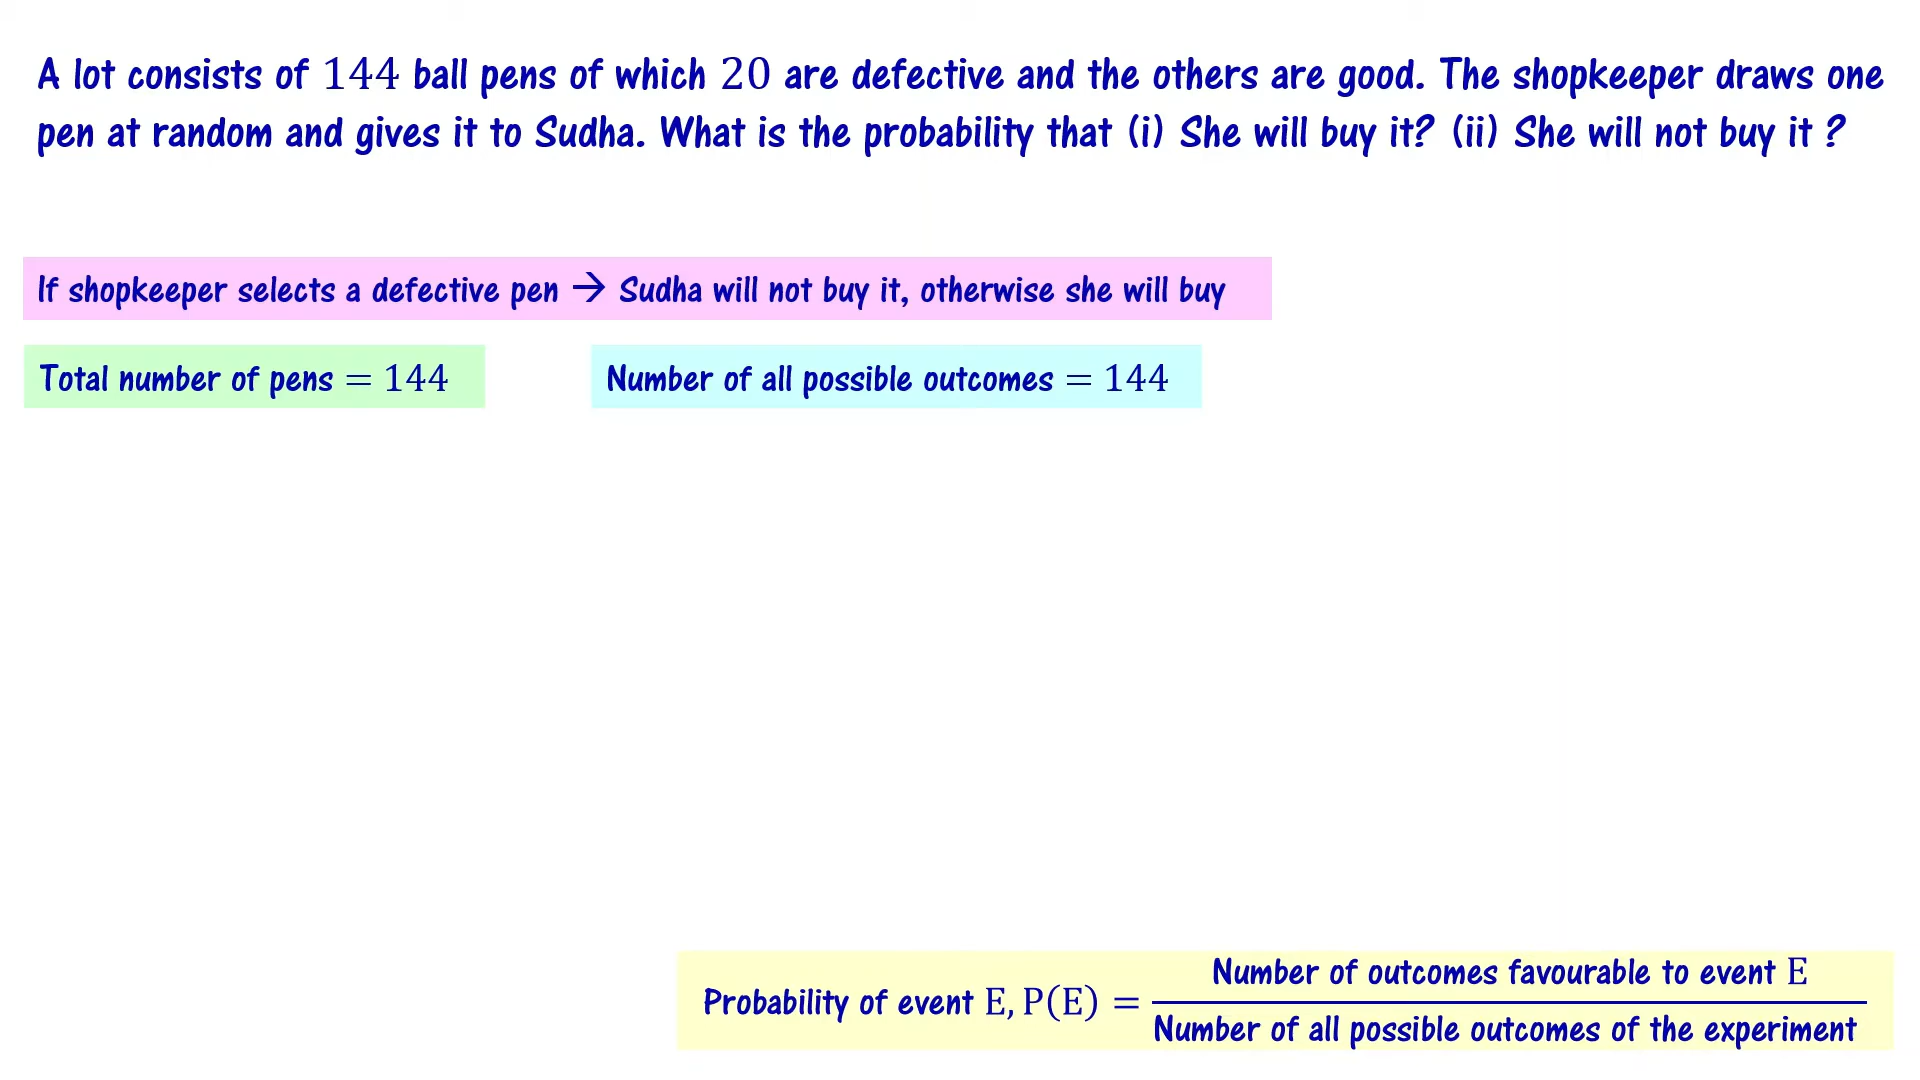 A lot consists of 144 ball pens of which 20 are defective and the others are good. The shopkeeper draws one
pen at random and gives it to Sudha. What is the probability that (i) She will buy it? (ii) She will not buy it ?
If shopkeeper selects a defective pen → Sudha will not buy it, otherwise she will buy
Total number of pens = 144
Number of all possible outcomes = 144
Number of outcomes favourable to event E
Probability of event E, P(E) =
Number of all possible outcomes of the experiment